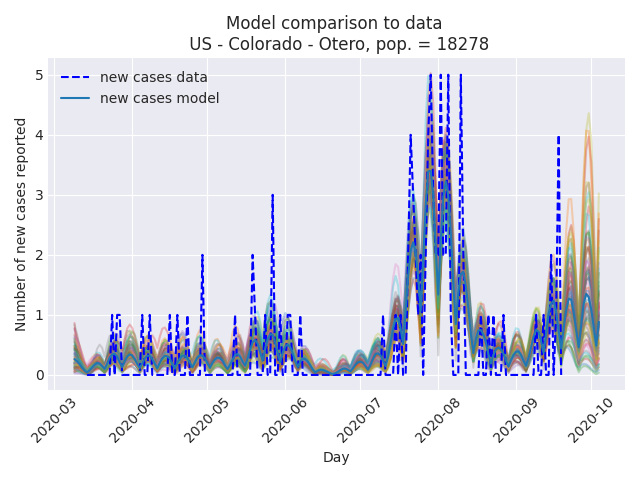 Model comparison to data
US - Colorado - Otero, pop. = 18278
new cases data
new cases model
Number of new cases reported
5
4
3
2
1
0
2020-03
2020-04
2020-05
2020-06
2020-07
2020-08
2020-09
2020-10
Day